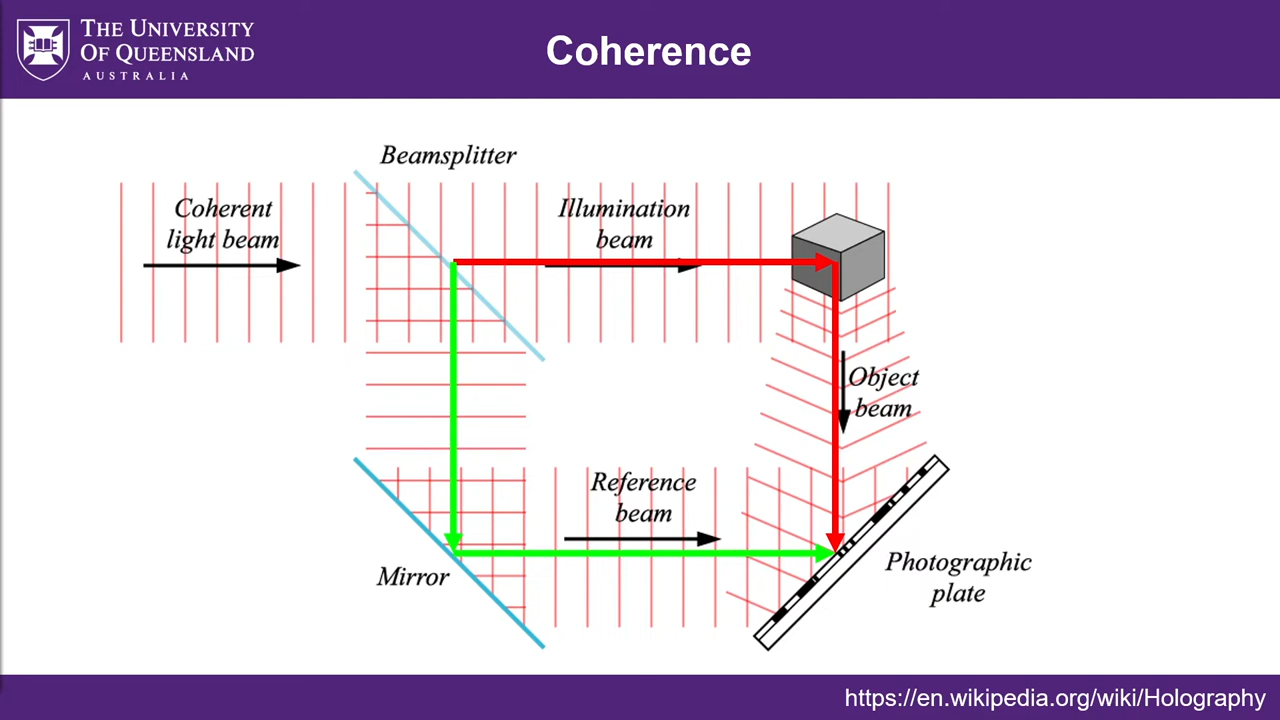 THE UNIVERSITY
OF QUEENSLAND
AUSTRALIA
Coherence
Beamsplitter
Coherent
light beam
Illumination
beam
Object
beam
Reference
beam
Mirror
Photographic
plate
https://en.wikipedia.org/wiki/Holography